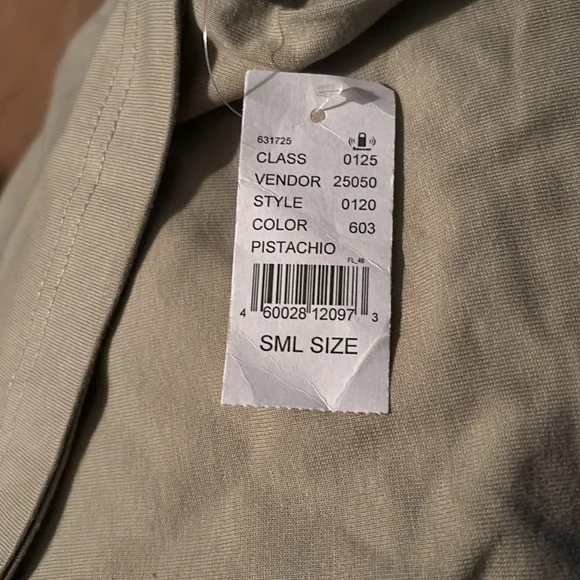 631725
CLASS 0125
VENDOR 25050
STYLE 0120
COLOR 603
PISTACHIO
FL_46
4 60028 12097 3
SML SIZE